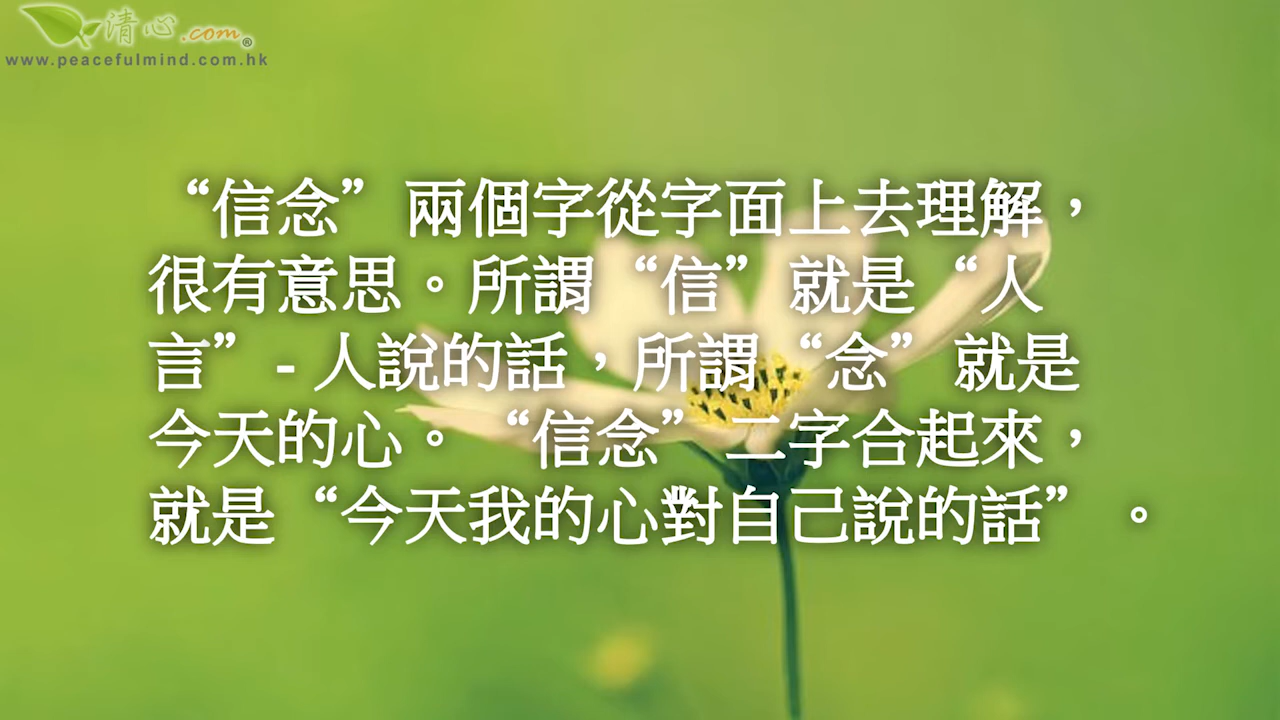 清心.com®
www.peacefulmind.com.hk
“信念”兩個字從字面上去理解，
很有意思。所謂“信”就是“人
言”- 人說的話，所謂“念”就是
今天的心。“信念”二字合起來，
就是“今天我的心對自己說的話”。